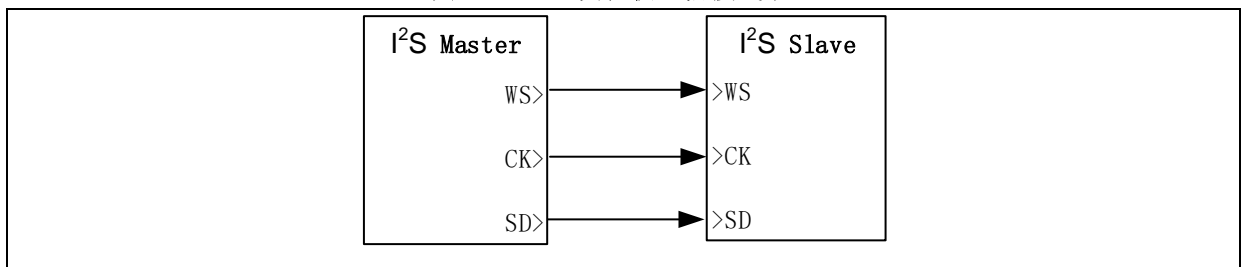 I²S Master
I²S Slave
WS>
>WS
CK>
>CK
SD>
>SD